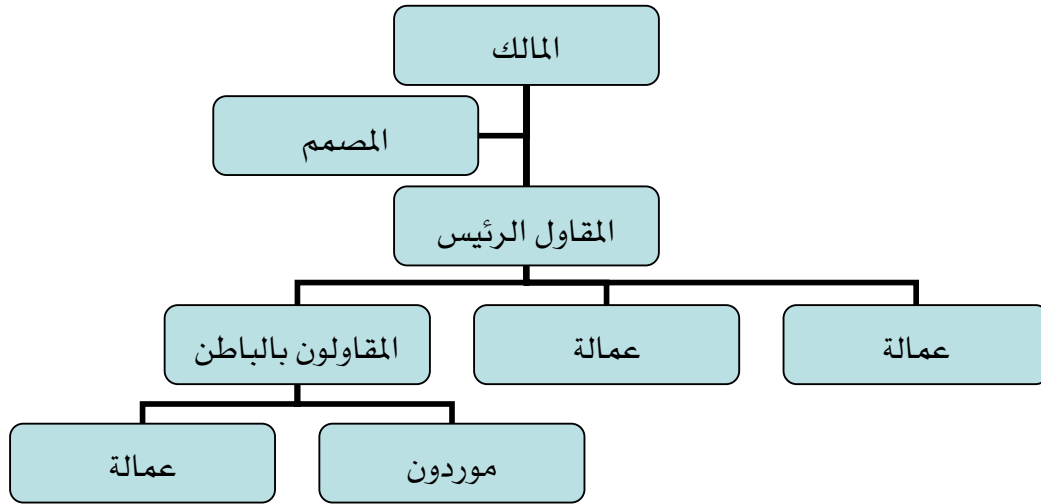 المالك
المصمم
المقاول الرئيس
عمالة
عمالة
المقاولون بالباطن
موردون
عمالة